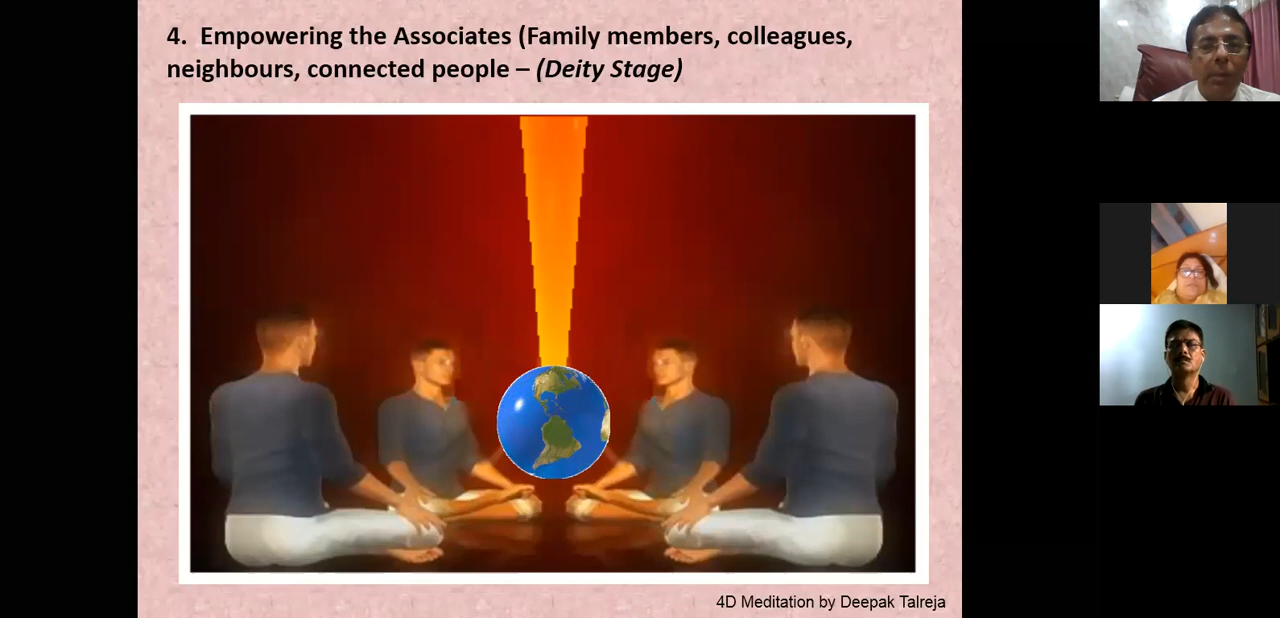 4. Empowering the Associates (Family members, colleagues,
neighbours, connected people – (Deity Stage)
4D Meditation by Deepak Talreja